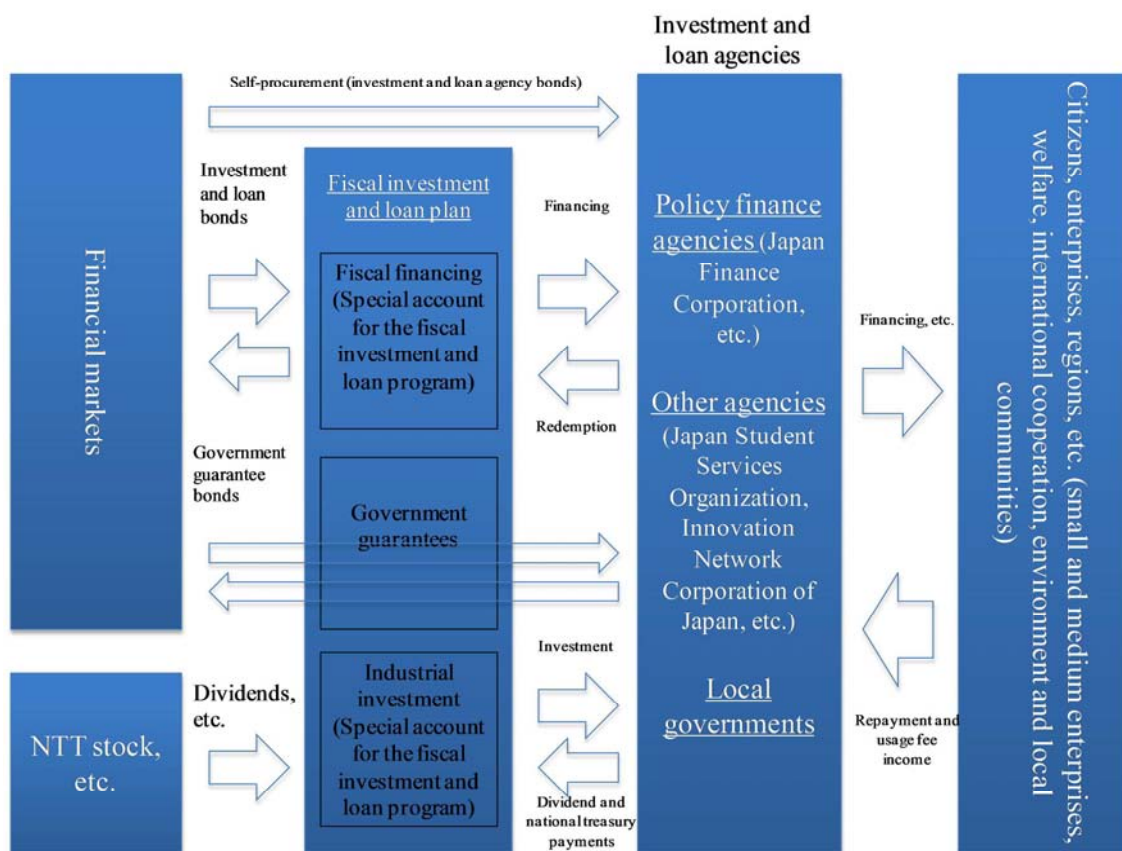 Investment and
loan agencies
Self-procurement (investment and loan agency bonds)
Financial markets
Investment
and loan
bonds
Government
guarantee
bonds
NTT stock,
etc.
Dividends,
etc.
Fiscal investment
and loan plan
Fiscal financing
(Special account
for the fiscal
investment and
loan program)
Government
guarantees
Industrial
investment
(Special account
for the fiscal
investment and
loan program)
Financing
Redemption
Investment
Dividend and
national treasury
payments
Policy finance
agencies (Japan
Finance
Corporation,
etc.)
Other agencies
(Japan Student
Services
Organization,
Innovation
Network
Corporation of
Japan, etc.)
Local
governments
Financing, etc.
Repayment and
usage fee
income
Citizens, enterprises, regions, etc. (small and medium enterprises,
welfare, international cooperation, environment and local
communities)